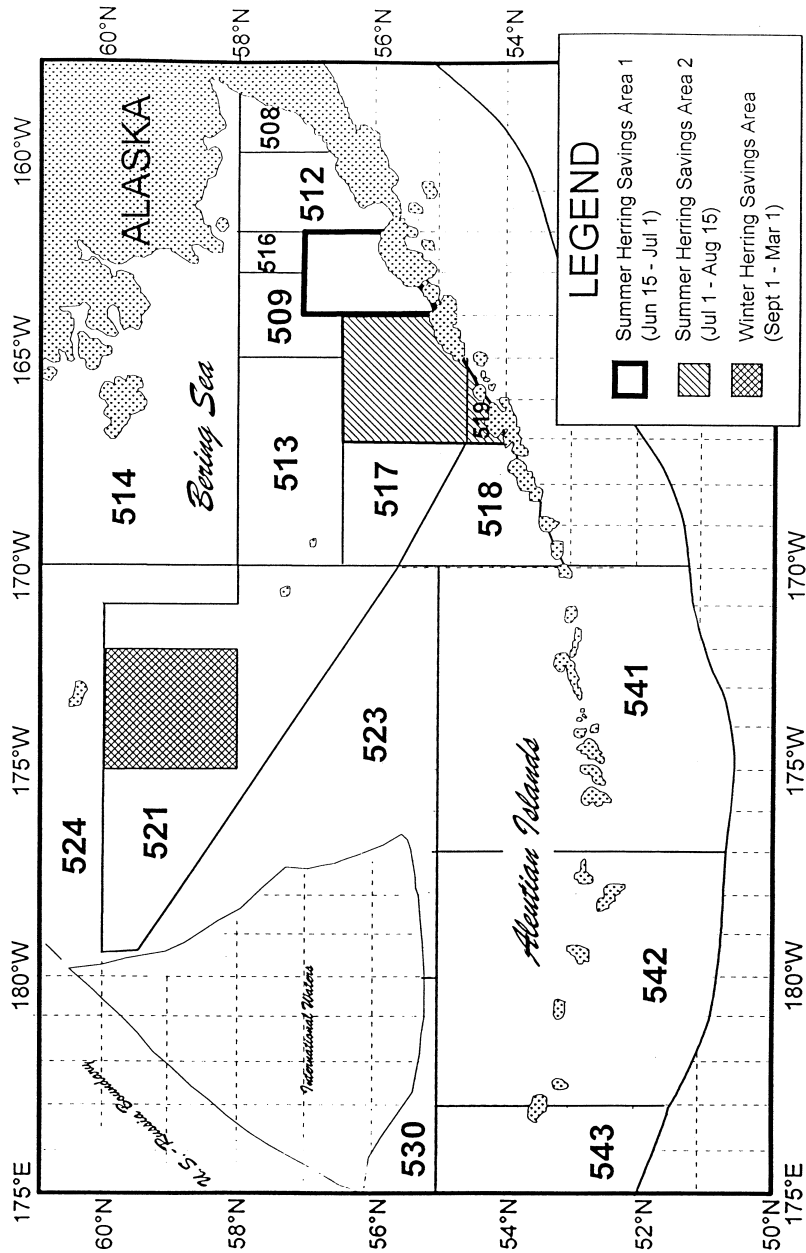 175°E
180°W
175°W
170°W
165°W
160°W
60°N
58°N
56°N
54°N
52°N
50°N
60°N
58°N
56°N
54°N
ALASKA
Bering Sea
Aleutian Islands
International Waters
U.S.-Russia Boundary
524
521
523
530
543
542
541
514
513
517
518
519
509
516
512
508
LEGEND
Summer Herring Savings Area 1
(Jun 15 - Jul 1)
Summer Herring Savings Area 2
(Jul 1 - Aug 15)
Winter Herring Savings Area
(Sept 1 - Mar 1)
175°E
180°W
175°W
170°W
165°W
160°W